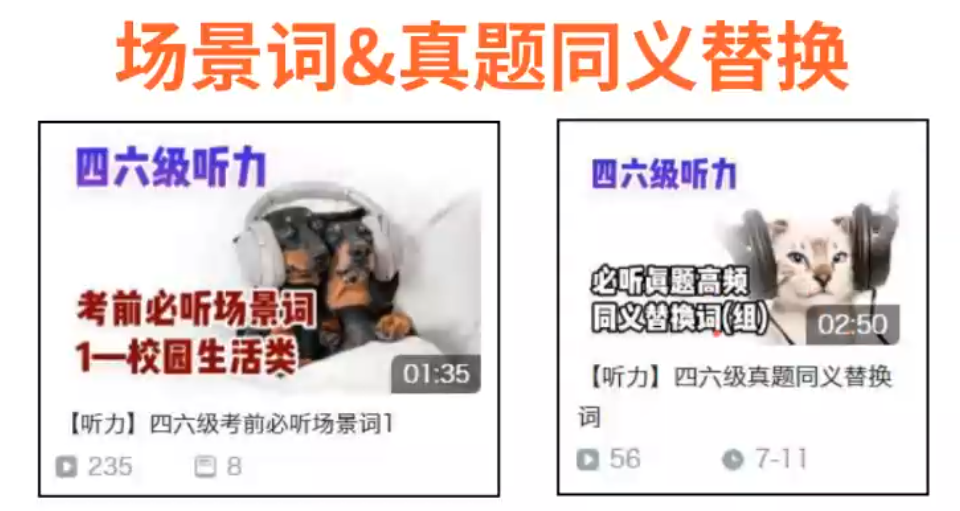 场景词&真题同义替换
四六级听力
考前必听场景词
1—校园生活类
01:35
【听力】四六级考前必听场景词1
235 8
四六级听力
必听真题高频
同义替换词(组)
02:50
【听力】四六级真题同义替换
词
56 7-11